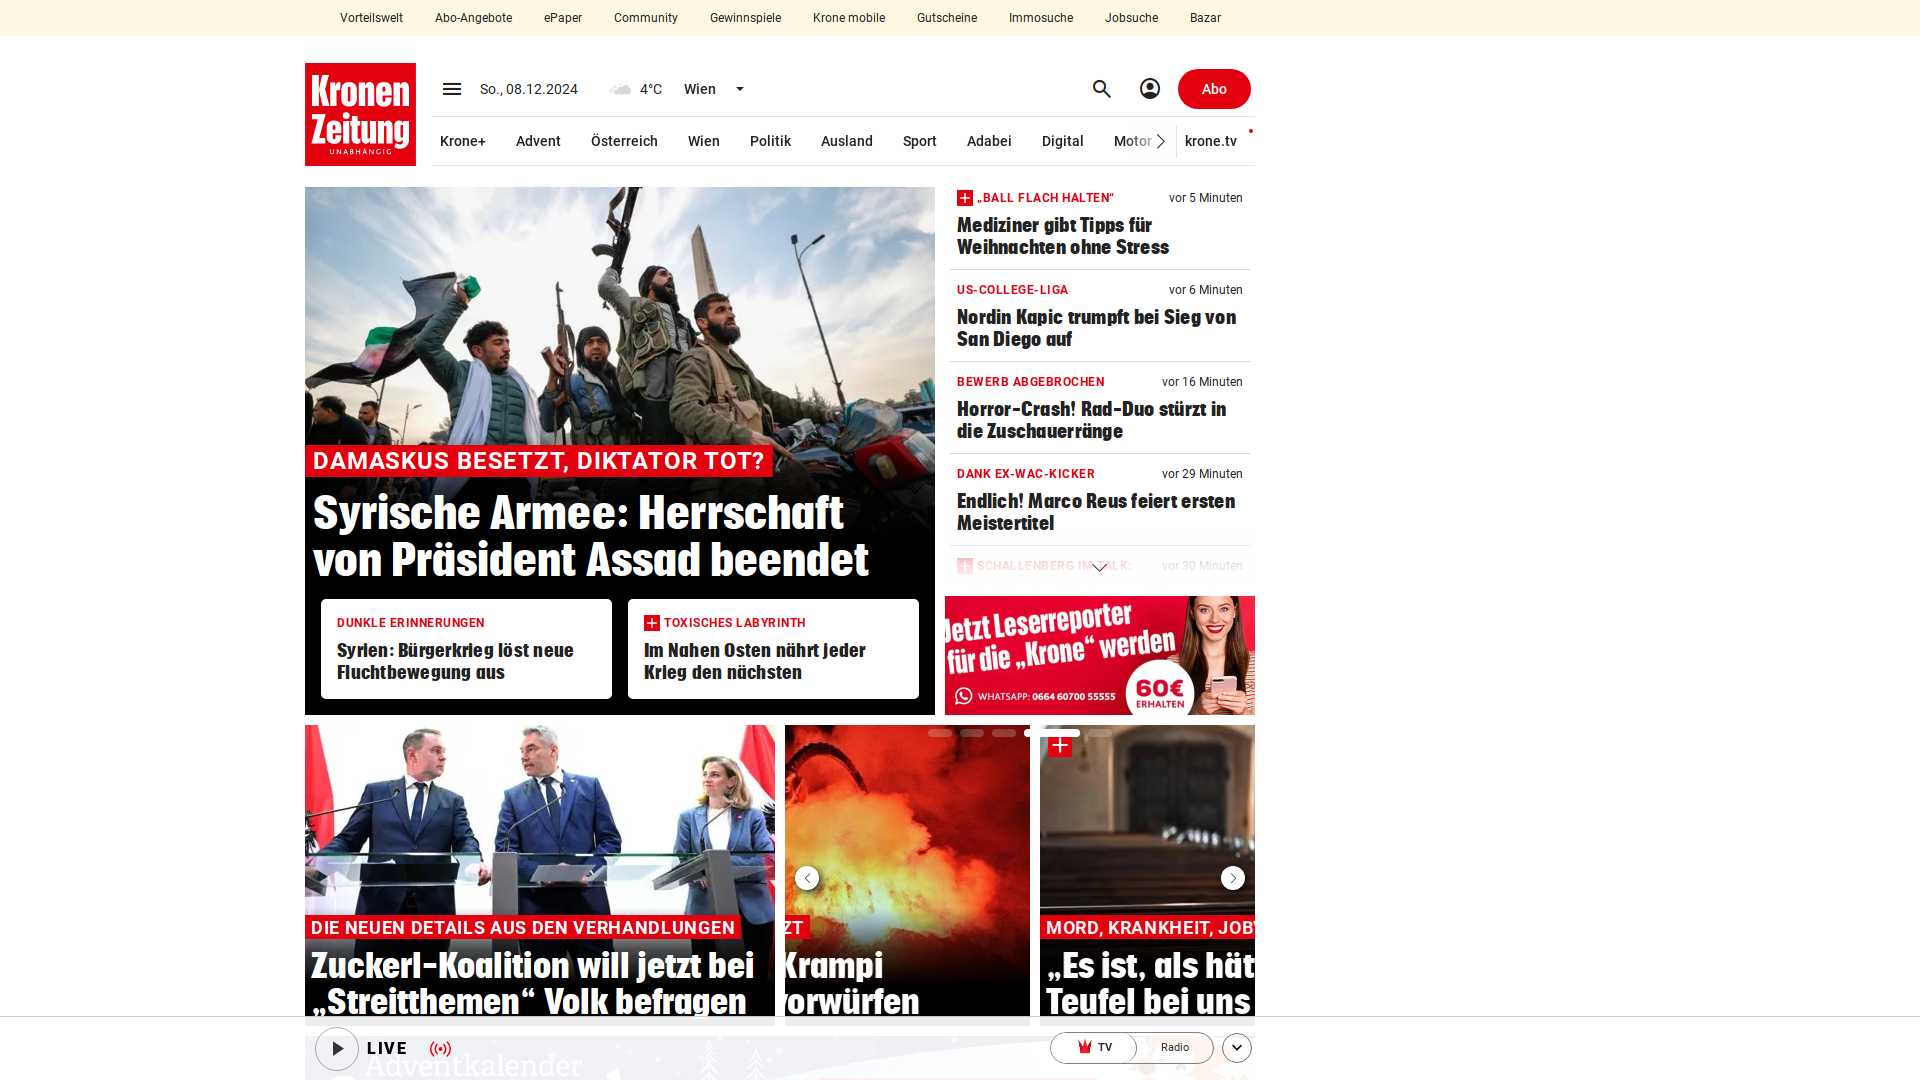 Vorteilswelt
Abo-Angebote
ePaper
Community
Gewinnspiele
Krone mobile
Gutscheine
Immosuche
Jobsuche
Bazar
Kronen
Zeitung
UNABHÄNGIG
So., 08.12.2024
4°C
Wien
Abo
Krone+
Advent
Österreich
Wien
Politik
Ausland
Sport
Adabei
Digital
Motor
krone.tv
DAMASKUS BESETZT, DIKTATOR TOT?
Syrische Armee: Herrschaft
von Präsident Assad beendet
DUNKLE ERINNERUNGEN
Syrien: Bürgerkrieg löst neue
Fluchtbewegung aus
TOXISCHES LABYRINTH
Im Nahen Osten nährt jeder
Krieg den nächsten
„BALL FLACH HALTEN“
vor 5 Minuten
Mediziner gibt Tipps für
Weihnachten ohne Stress
US-COLLEGE-LIGA
vor 6 Minuten
Nordin Kapic trumpft bei Sieg von
San Diego auf
BEWERB ABGEBROCHEN
vor 16 Minuten
Horror-Crash! Rad-Duo stürzt in
die Zuschauerränge
DANK EX-WAC-KICKER
vor 29 Minuten
Endlich! Marco Reus feiert ersten
Meistertitel
SCHALLENBERG IM TALK:
vor 30 Minuten
Jetzt Leserreporter
für die „Krone“ werden
WHATSAPP: 0664 60700 55555
60€
ERHALTEN
DIE NEUEN DETAILS AUS DEN VERHANDLUNGEN
Zuckerl-Koalition will jetzt bei
„Streitthemen“ Volk befragen
ZT
Krampi
vorwürfen
MORD, KRANKHEIT, JOB
„Es ist, als hät
Teufel bei uns
Adventkalender
LIVE
TV
Radio